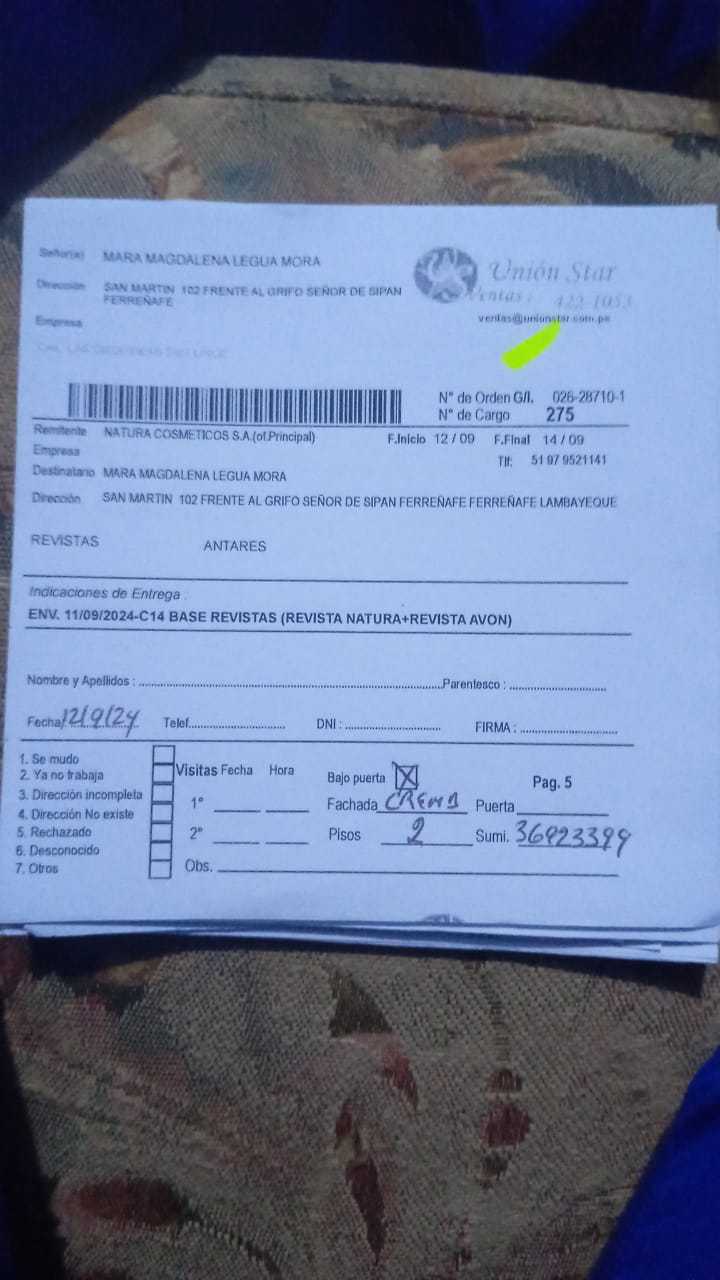 Señor(a) MARA MAGDALENA LEGUA MORA
Dirección SAN MARTIN 102 FRENTE AL GRIFO SEÑOR DE SIPAN
FERREÑAFE
Empresa
Unión Star
Ventas: 422-1053
ventas@unionstar.com.pe
N° de Orden G/I. 026-28710-1
N° de Cargo 275
Remitente NATURA COSMETICOS S.A.(of.Principal) F.Inicio 12 / 09 F.Final 14 / 09
Empresa Tlf: 51 97 9521141
Destinatario MARA MAGDALENA LEGUA MORA
Dirección SAN MARTIN 102 FRENTE AL GRIFO SEÑOR DE SIPAN FERREÑAFE FERREÑAFE LAMBAYEQUE
REVISTAS ANTARES
Indicaciones de Entrega :
ENV. 11/09/2024-C14 BASE REVISTAS (REVISTA NATURA+REVISTA AVON)
Nombre y Apellidos : Parentesco :
Fecha 12/9/24 Telef. DNI : FIRMA :
1. Se mudo
2. Ya no trabaja
3. Dirección incompleta
4. Dirección No existe
5. Rechazado
6. Desconocido
7. Otros
Visitas Fecha Hora
1°
2°
Obs.
Bajo puerta X Pag. 5
Fachada CREMA Puerta
Pisos 2 Sumi. 36923399